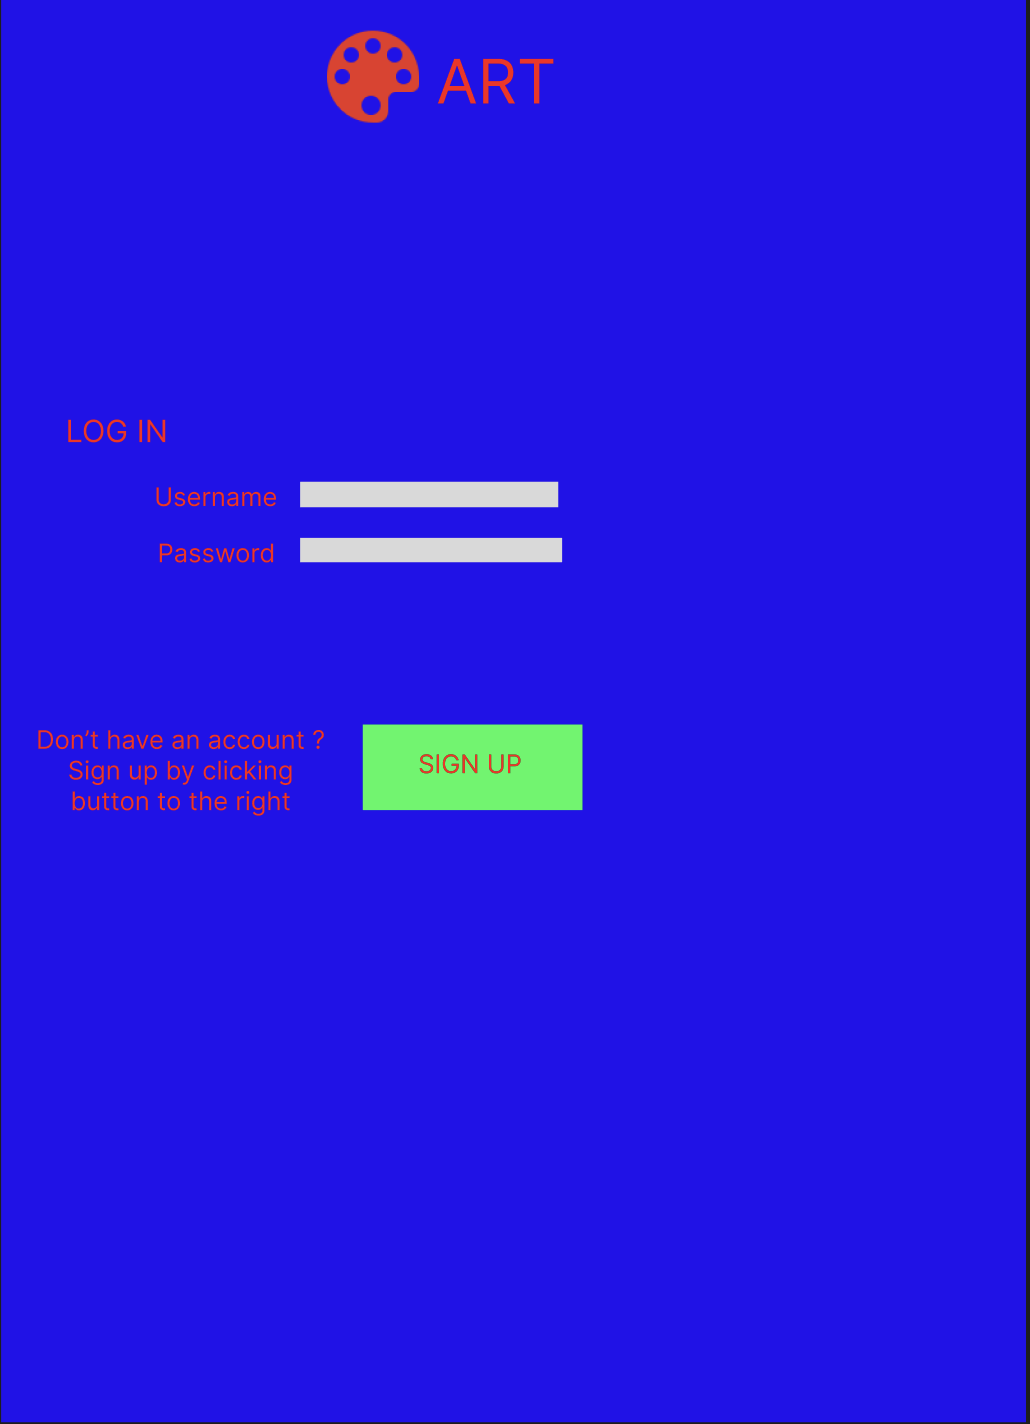 ART
LOG IN
Username
Password
Don’t have an account ?
Sign up by clicking
button to the right
SIGN UP